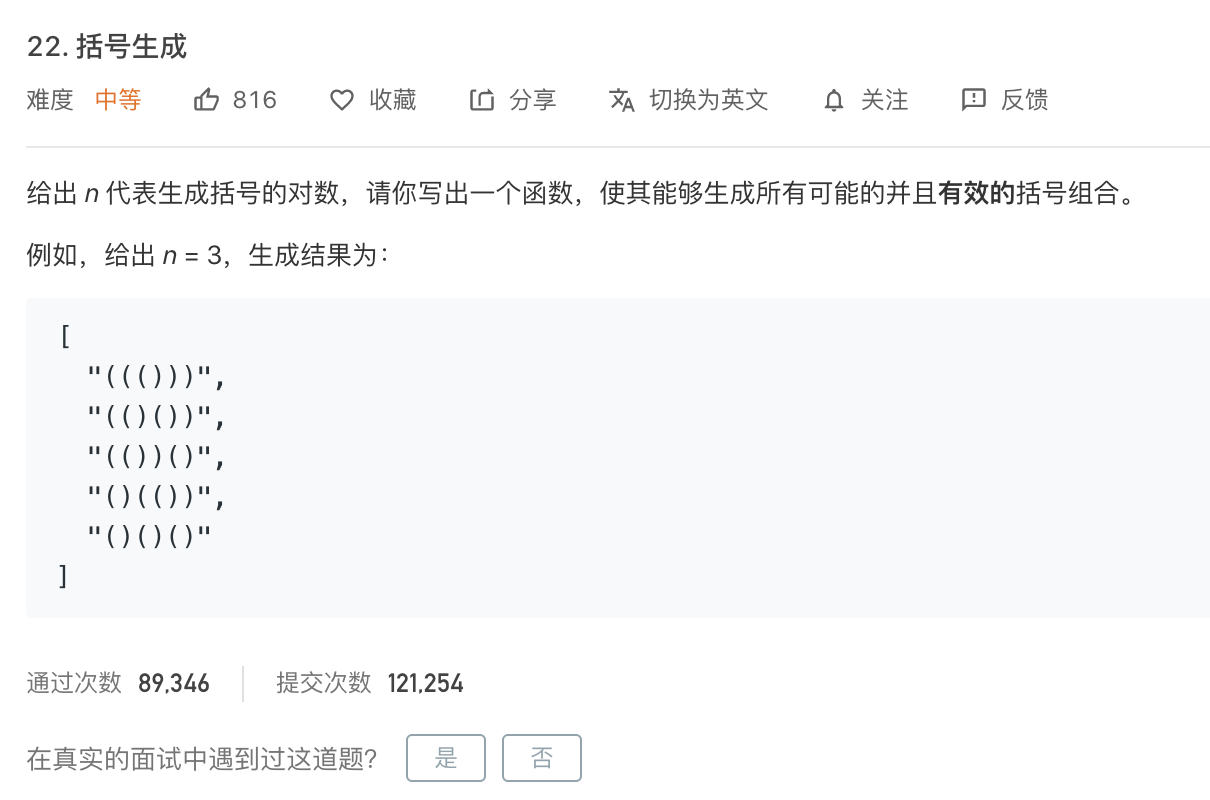 22. 括号生成
难度 中等 816 收藏 分享 切换为英文 关注 反馈
给出 n 代表生成括号的对数，请你写出一个函数，使其能够生成所有可能的并且有效的括号组合。
例如，给出 n = 3，生成结果为：
[
"((()))",
"(()())",
"(())()",
"()(())",
"()()()"
]
通过次数 89,346 提交次数 121,254
在真实的面试中遇到过这道题? 是 否